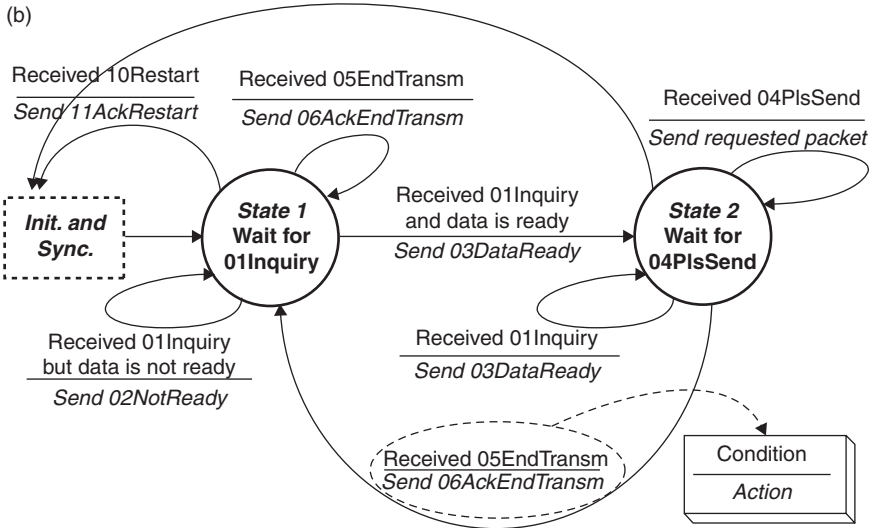 (b)
Received 10Restart
Send 11AckRestart
Received 05EndTransm
Send 06AckEndTransm
Received 04PlsSend
Send requested packet
Init. and
Sync.
State 1
Wait for
01Inquiry
Received 01Inquiry
and data is ready
Send 03DataReady
State 2
Wait for
04PlsSend
Received 01Inquiry
but data is not ready
Send 02NotReady
Received 01Inquiry
Send 03DataReady
Received 05EndTransm
Send 06AckEndTransm
Condition
Action